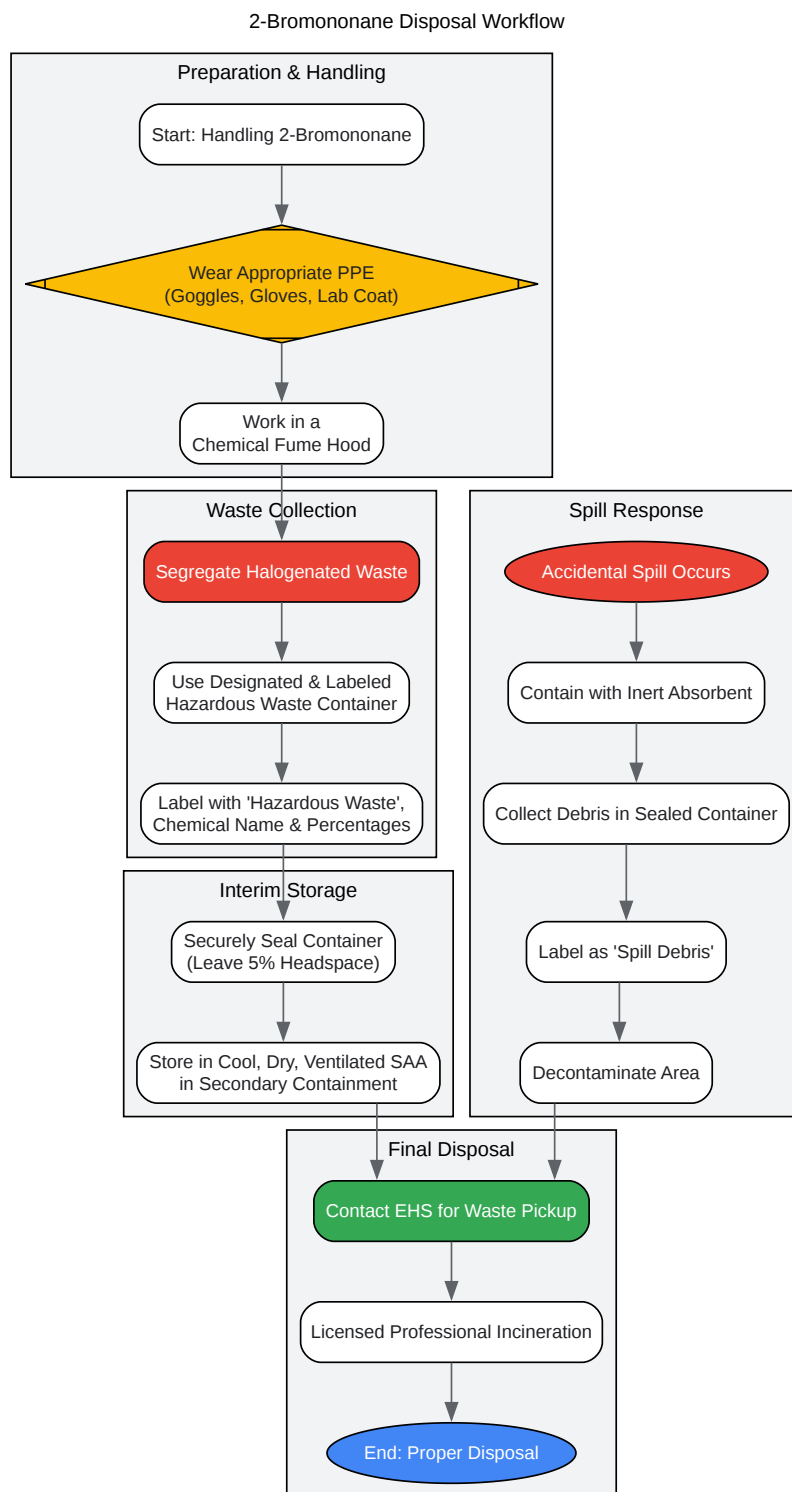 2-Bromononane Disposal Workflow
Preparation & Handling
Start: Handling 2-Bromononane
Wear Appropriate PPE
(Goggles, Gloves, Lab Coat)
Work in a
Chemical Fume Hood
Waste Collection
Segregate Halogenated Waste
Use Designated & Labeled
Hazardous Waste Container
Label with 'Hazardous Waste',
Chemical Name & Percentages
Interim Storage
Securely Seal Container
(Leave 5% Headspace)
Store in Cool, Dry, Ventilated SAA
in Secondary Containment
Spill Response
Accidental Spill Occurs
Contain with Inert Absorbent
Collect Debris in Sealed Container
Label as 'Spill Debris'
Decontaminate Area
Final Disposal
Contact EHS for Waste Pickup
Licensed Professional Incineration
End: Proper Disposal